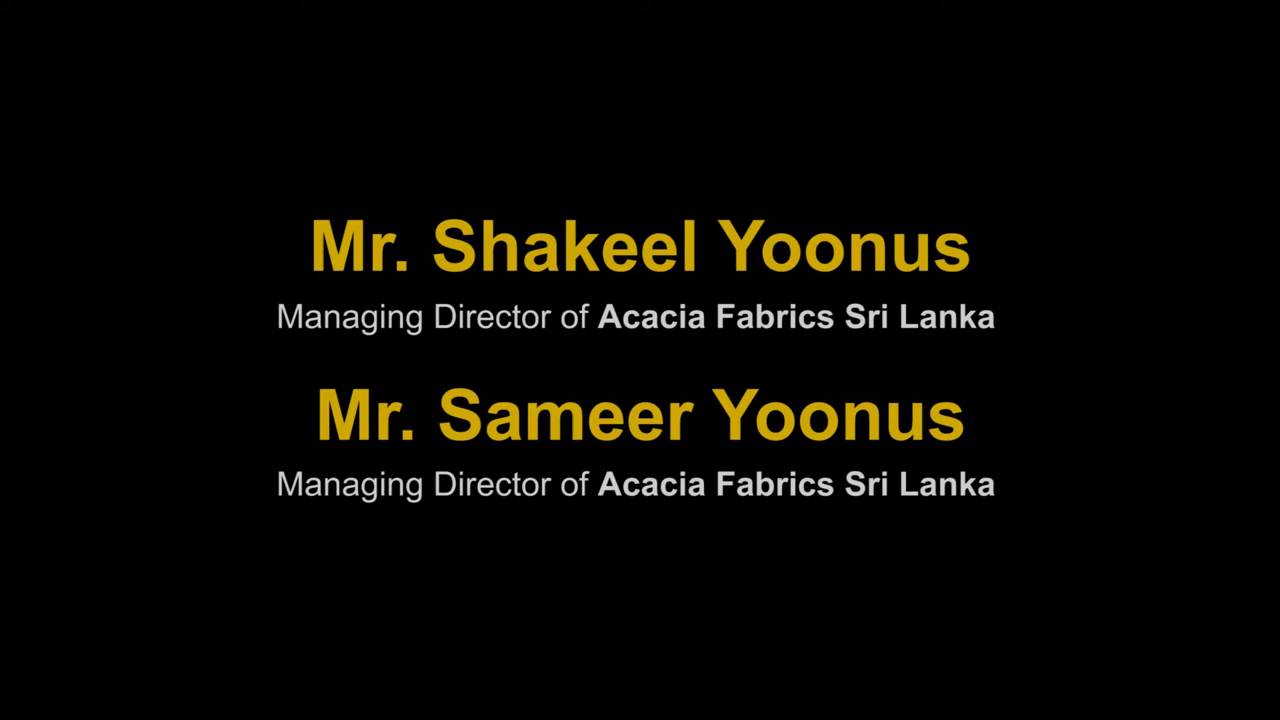 Mr. Shakeel Yoonus
Managing Director of Acacia Fabrics Sri Lanka
Mr. Sameer Yoonus
Managing Director of Acacia Fabrics Sri Lanka